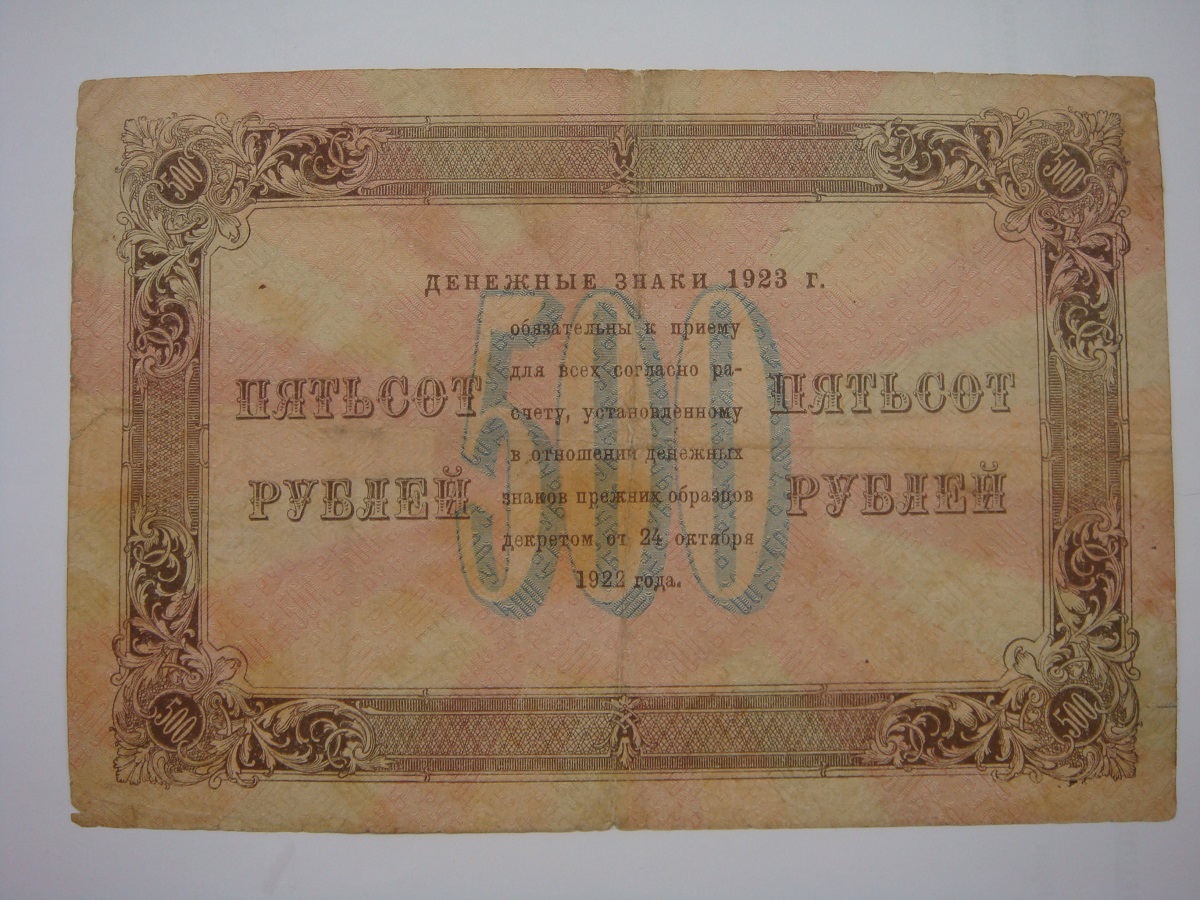 500 500
ДЕНЕЖНЫЕ ЗНАКИ 1923 г.
500
обязательны к приему
для всех согласно ра-
ПЯТЬСОТ счету, установленному ПЯТЬСОТ
в отношении денежных
РУБЛЕЙ знаков прежних образцов РУБЛЕЙ
декретом от 24 октября
1922 года.
500 500